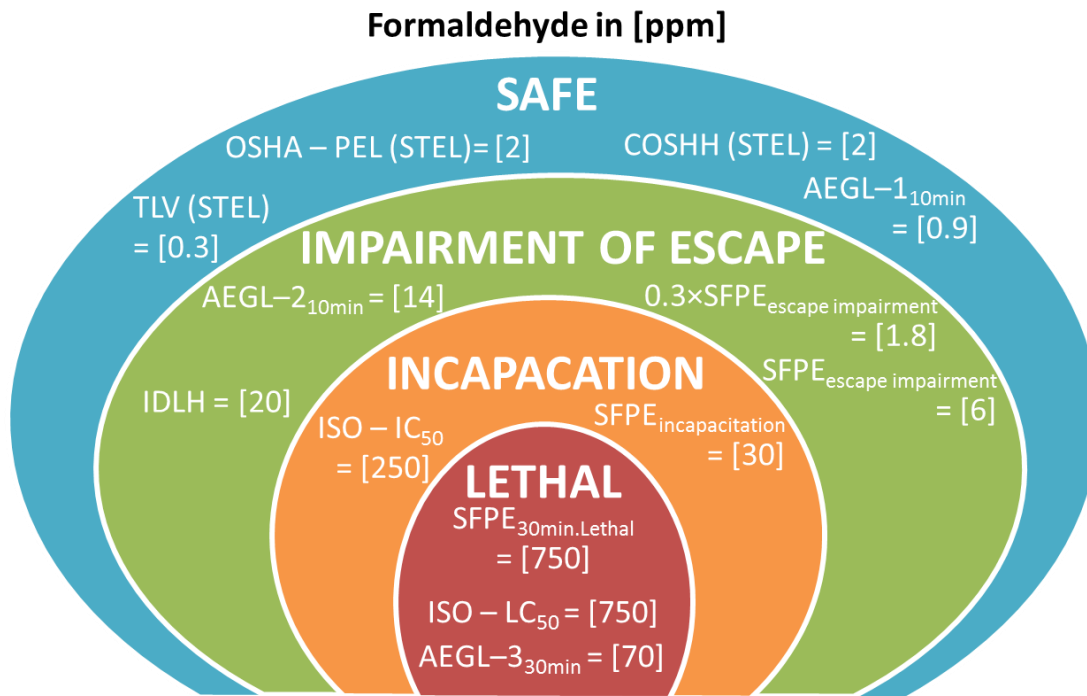 Formaldehyde in [ppm]
SAFE
OSHA – PEL (STEL)= [2]
COSHH (STEL) = [2]
TLV (STEL)
= [0.3]
AEGL–1₁₀ₘᵢₙ
= [0.9]
IMPAIRMENT OF ESCAPE
AEGL–2₁₀ₘᵢₙ = [14]
0.3×SFPEescape impairment
= [1.8]
IDLH = [20]
SFPEescape impairment
= [6]
INCAPACATION
ISO – IC₅₀
= [250]
SFPEincapacitation
= [30]
LETHAL
SFPE30min.Lethal
= [750]
ISO – LC₅₀ = [750]
AEGL–3₃₀ₘᵢₙ = [70]